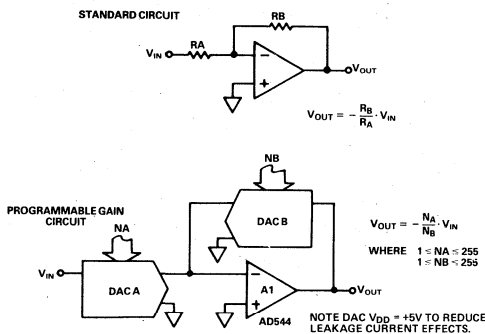 STANDARD CIRCUIT
RB
VIN
RA
−
+
VOUT
VOUT = − RB/RA · VIN
NB
PROGRAMMABLE GAIN
CIRCUIT
NA
DAC B
VOUT = − NA/NB · VIN
WHERE 1 ≤ NA ≤ 255
1 ≤ NB ≤ 255
VIN
DAC A
−
A1
+
VOUT
AD544
NOTE DAC VDD = +5V TO REDUCE
LEAKAGE CURRENT EFFECTS.